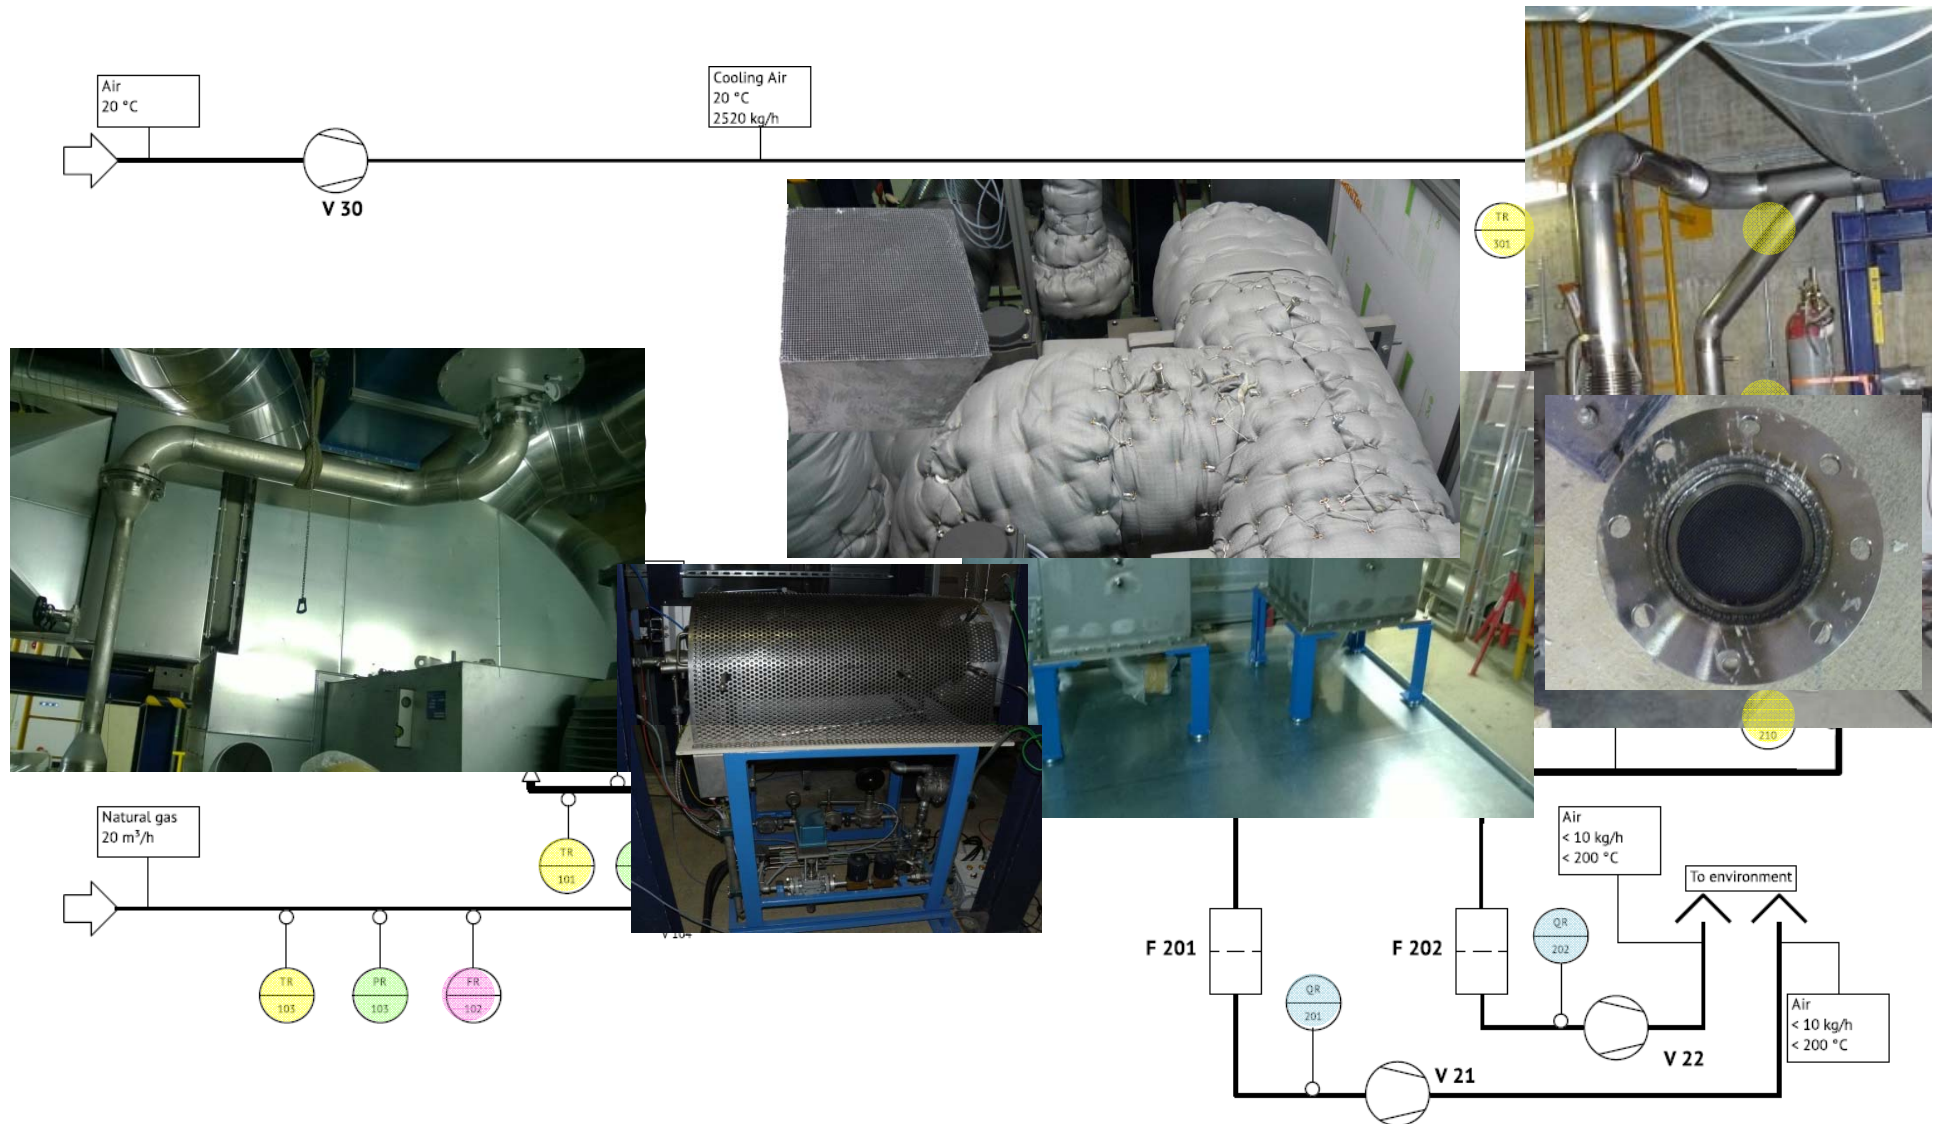 Air
20 °C
Cooling Air
20 °C
2520 kg/h
V 30
TR
301
210
Natural gas
20 m³/h
TR
101
Air
< 10 kg/h
< 200 °C
To environment
V 104
F 201
F 202
QR
202
TR
103
PR
103
FR
102
QR
201
Air
< 10 kg/h
< 200 °C
V 22
V 21